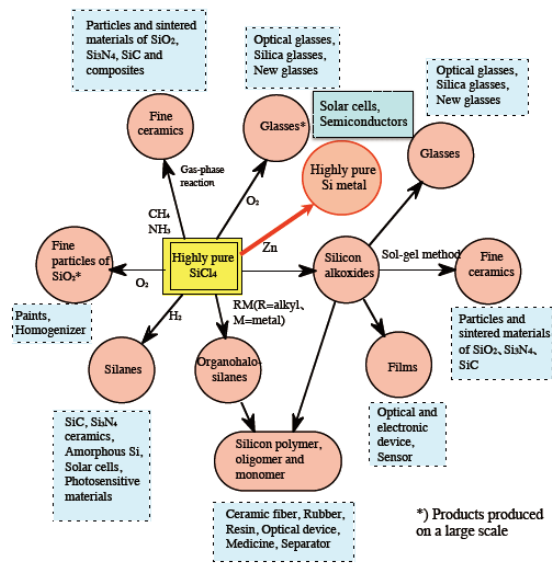 Particles and sintered
materials of SiO₂,
Si₃N₄, SiC and
composites
Optical glasses,
Silica glasses,
New glasses
Solar cells,
Semiconductors
Optical glasses,
Silica glasses,
New glasses
Fine
ceramics
Glasses*
Highly pure
Si metal
Glasses
Gas-phase
reaction
CH₄
NH₃
O₂
Zn
Fine
particles of
SiO₂*
O₂
Highly pure
SiCl₄
Silicon
alkoxides
Sol-gel method
Fine
ceramics
Paints,
Homogenizer
H₂
RM(R=alkyl、
M=metal)
Particles and
sintered materials
of SiO₂、Si₃N₄、
SiC
Silanes
Organohalo-
silanes
Films
SiC, Si₃N₄
ceramics,
Amorphous Si,
Solar cells,
Photosensitive
materials
Silicon polymer,
oligomer and
monomer
Optical and
electronic
device,
Sensor
Ceramic fiber, Rubber,
Resin, Optical device,
Medicine, Separator
*) Products produced
on a large scale